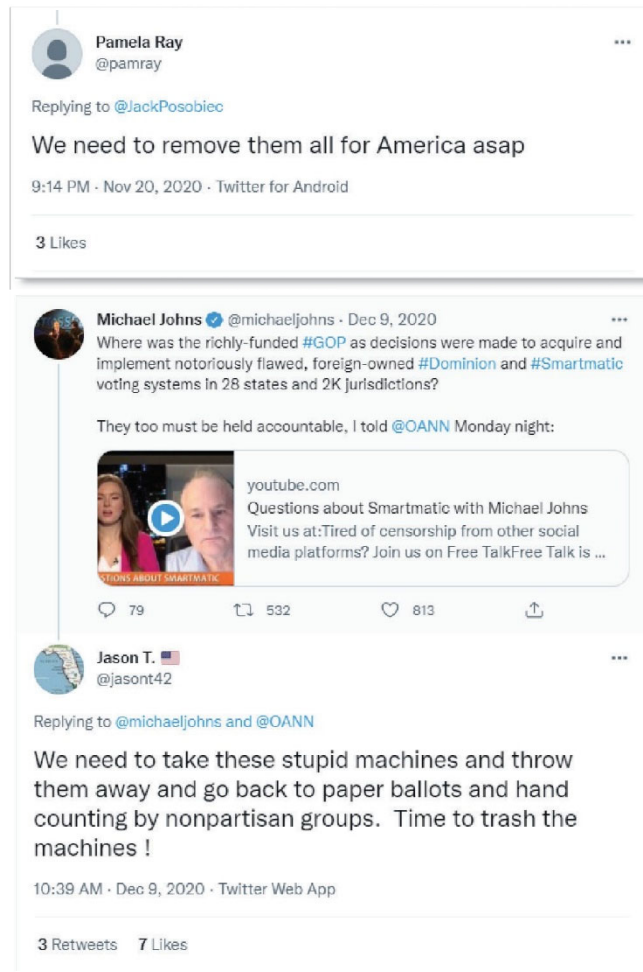 Pamela Ray
@pamray
Replying to @JackPosobiec
We need to remove them all for America asap
9:14 PM · Nov 20, 2020 · Twitter for Android
3 Likes
Michael Johns @michaeljohns · Dec 9, 2020
Where was the richly-funded #GOP as decisions were made to acquire and
implement notoriously flawed, foreign-owned #Dominion and #Smartmatic
voting systems in 28 states and 2K jurisdictions?
They too must be held accountable, I told @OANN Monday night:
youtube.com
Questions about Smartmatic with Michael Johns
Visit us at:Tired of censorship from other social
media platforms? Join us on Free TalkFree Talk is ...
STIONS ABOUT SMARTMATIC
79 532 813
Jason T.
@jasont42
Replying to @michaeljohns and @OANN
We need to take these stupid machines and throw
them away and go back to paper ballots and hand
counting by nonpartisan groups.  Time to trash the
machines !
10:39 AM · Dec 9, 2020 · Twitter Web App
3 Retweets 7 Likes